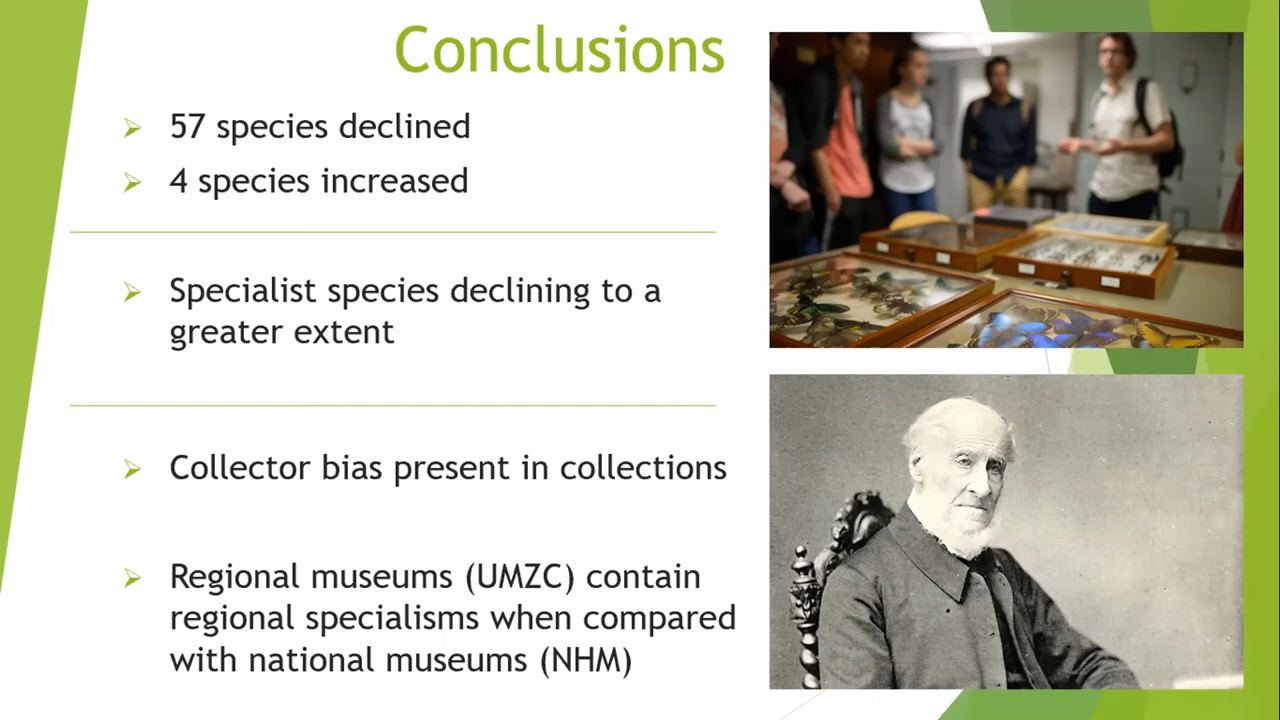 Conclusions
57 species declined
4 species increased
Specialist species declining to a
greater extent
Collector bias present in collections
Regional museums (UMZC) contain
regional specialisms when compared
with national museums (NHM)